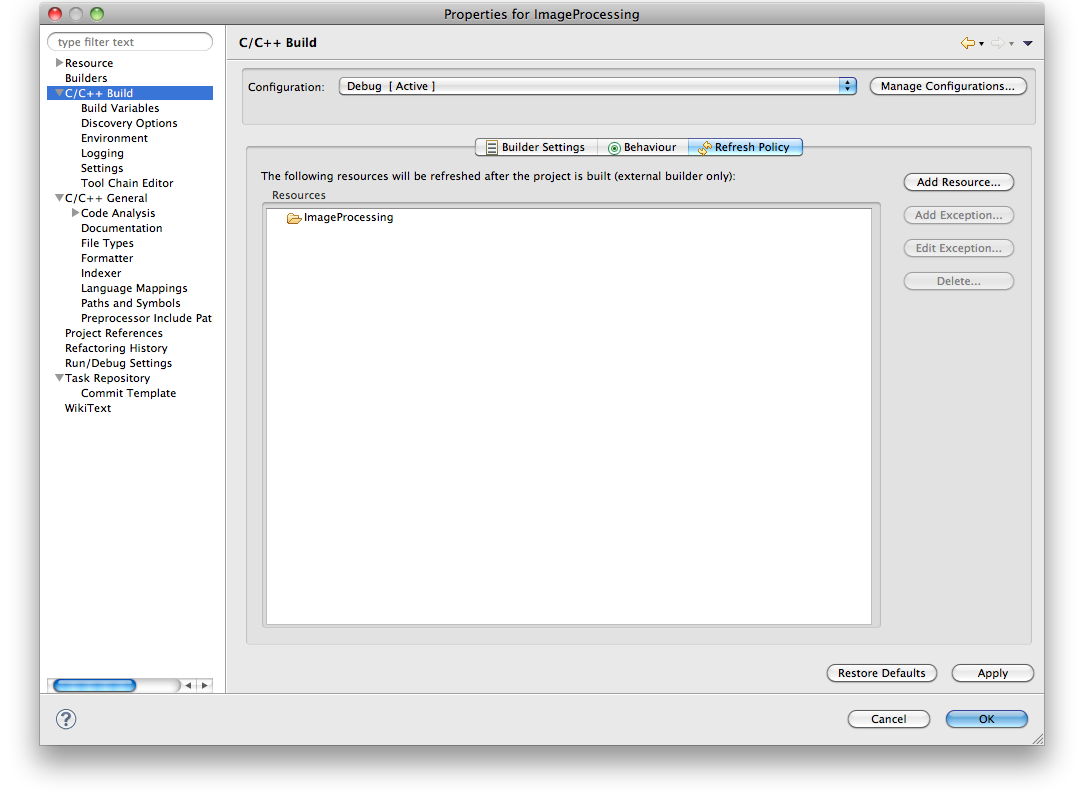 Properties for ImageProcessing
type filter text
Resource
Builders
C/C++ Build
Build Variables
Discovery Options
Environment
Logging
Settings
Tool Chain Editor
C/C++ General
Code Analysis
Documentation
File Types
Formatter
Indexer
Language Mappings
Paths and Symbols
Preprocessor Include Pat
Project References
Refactoring History
Run/Debug Settings
Task Repository
Commit Template
WikiText
C/C++ Build
Configuration: Debug [ Active ] Manage Configurations...
Builder Settings Behaviour Refresh Policy
The following resources will be refreshed after the project is built (external builder only):
Resources
ImageProcessing
Add Resource...
Add Exception...
Edit Exception...
Delete...
Restore Defaults Apply
? Cancel OK